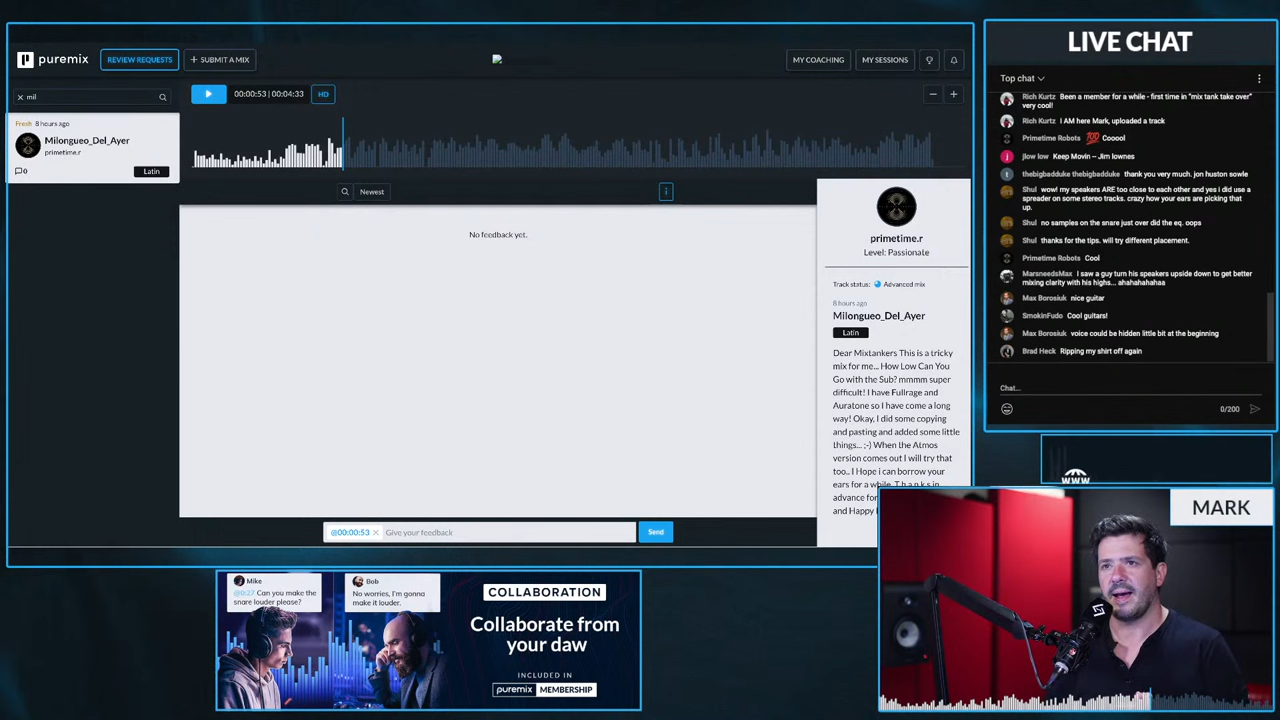 puremix
REVIEW REQUESTS
+ SUBMIT A MIX
MY COACHING
MY SESSIONS
mil
00:00:53 | 00:04:33
HD
Fresh 8 hours ago
Milongueo_Del_Ayer
primetime.r
0
Latin
Newest
No feedback yet.
@00:00:53
Give your feedback
Send
primetime.r
Level: Passionate
Track status: Advanced mix
8 hours ago
Milongueo_Del_Ayer
Latin
Dear Mixtankers This is a tricky
mix for me... How Low Can You
Go with the Sub? mmmm super
difficult! I have Fullrage and
Auratone so I have come a long
way! Okay, I did some copying
and pasting and added some little
things... ;-) When the Atmos
version comes out I will try that
too.. I Hope i can borrow your
ears for a while. T h a n k s in
advance for
and Happy
LIVE CHAT
Top chat
Rich Kurtz Been a member for a while - first time in "mix tank take over"
very cool!
Rich Kurtz I AM here Mark, uploaded a track
Primetime Robots 💯 Cooool
jlow low Keep Movin -- Jim lownes
thebigbadduke thebigbadduke thank you very much. jon huston sowle
Shul wow! my speakers ARE too close to each other and yes i did use a
spreader on some stereo tracks. crazy how your ears are picking that
up.
Shul no samples on the snare just over did the eq. oops
Shul thanks for the tips. will try different placement.
Primetime Robots Cool
MarsneedsMax I saw a guy turn his speakers upside down to get better
mixing clarity with his highs... ahahahahahaa
Max Borosiuk nice guitar
SmokinFudo Cool guitars!
Max Borosiuk voice could be hidden little bit at the beginning
Brad Heck Ripping my shirt off again
Chat...
0/200
WWW
MARK
Mike
@0:27 Can you make the
snare louder please?
Bob
No worries, I'm gonna
make it louder.
COLLABORATION
Collaborate from
your daw
INCLUDED IN
puremix MEMBERSHIP